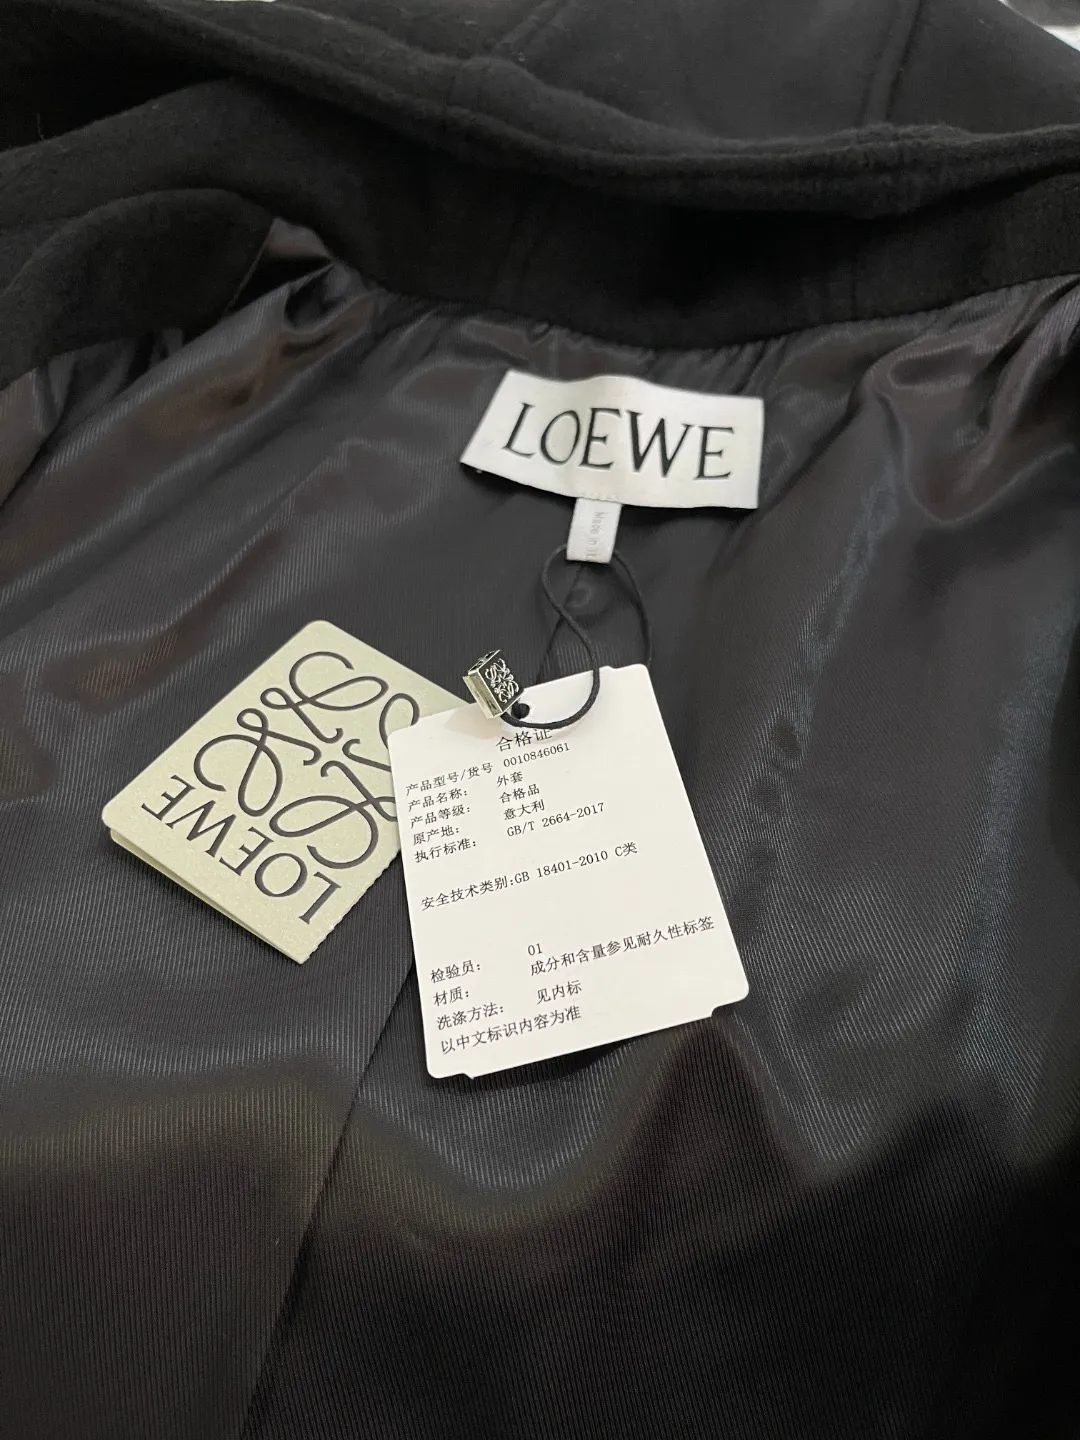 LOEWE
Made in
LOEWE
合格证
产品型号/货号 0010846061
产品名称: 外套
产品等级: 合格品
原产地: 意大利
执行标准: GB/T 2664-2017
安全技术类别:GB 18401-2010 C类
检验员: 01
材质: 成分和含量参见耐久性标签
洗涤方法: 见内标
以中文标识内容为准